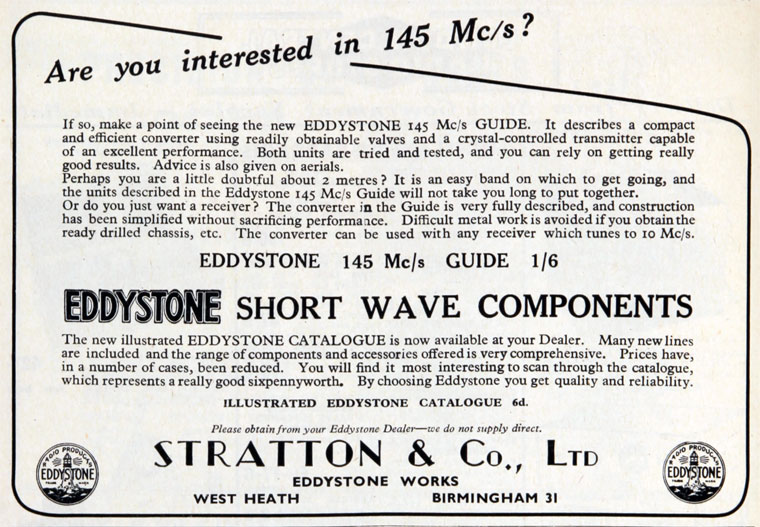 Are you interested in 145 Mc/s?
If so, make a point of seeing the new EDDYSTONE 145 Mc/s GUIDE. It describes a compact
and efficient converter using readily obtainable valves and a crystal-controlled transmitter capable
of an excellent performance. Both units are tried and tested, and you can rely on getting really
good results. Advice is also given on aerials.
Perhaps you are a little doubtful about 2 metres? It is an easy band on which to get going, and
the units described in the Eddystone 145 Mc/s Guide will not take you long to put together.
Or do you just want a receiver? The converter in the Guide is very fully described, and construction
has been simplified without sacrificing performance. Difficult metal work is avoided if you obtain the
ready drilled chassis, etc. The converter can be used with any receiver which tunes to 10 Mc/s.
EDDYSTONE 145 Mc/s GUIDE 1/6
EDDYSTONE SHORT WAVE COMPONENTS
The new illustrated EDDYSTONE CATALOGUE is now available at your Dealer. Many new lines
are included and the range of components and accessories offered is very comprehensive. Prices have,
in a number of cases, been reduced. You will find it most interesting to scan through the catalogue,
which represents a really good sixpennyworth. By choosing Eddystone you get quality and reliability.
ILLUSTRATED EDDYSTONE CATALOGUE 6d.
Please obtain from your Eddystone Dealer—we do not supply direct.
STRATTON & Co., LTD
EDDYSTONE WORKS
WEST HEATH BIRMINGHAM 31
RADIO PRODUCTS
EDDYSTONE
TRADE MARK
RADIO PRODUCTS
EDDYSTONE
TRADE MARK